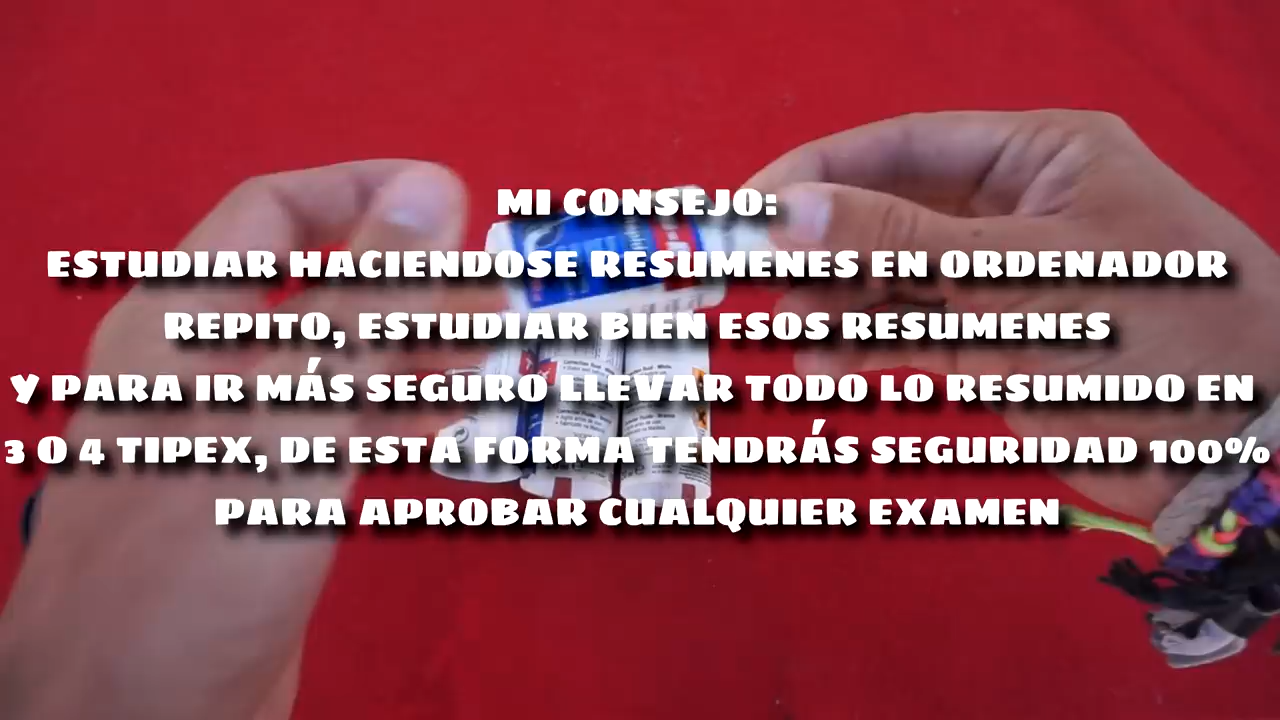 MI CONSEJO:
ESTUDIAR HACIENDOSE RESUMENES EN ORDENADOR
REPITO, ESTUDIAR BIEN ESOS RESUMENES
Y PARA IR MÁS SEGURO LLEVAR TODO LO RESUMIDO EN
3 O 4 TIPEX, DE ESTA FORMA TENDRÁS SEGURIDAD 100%
PARA APROBAR CUALQUIER EXAMEN